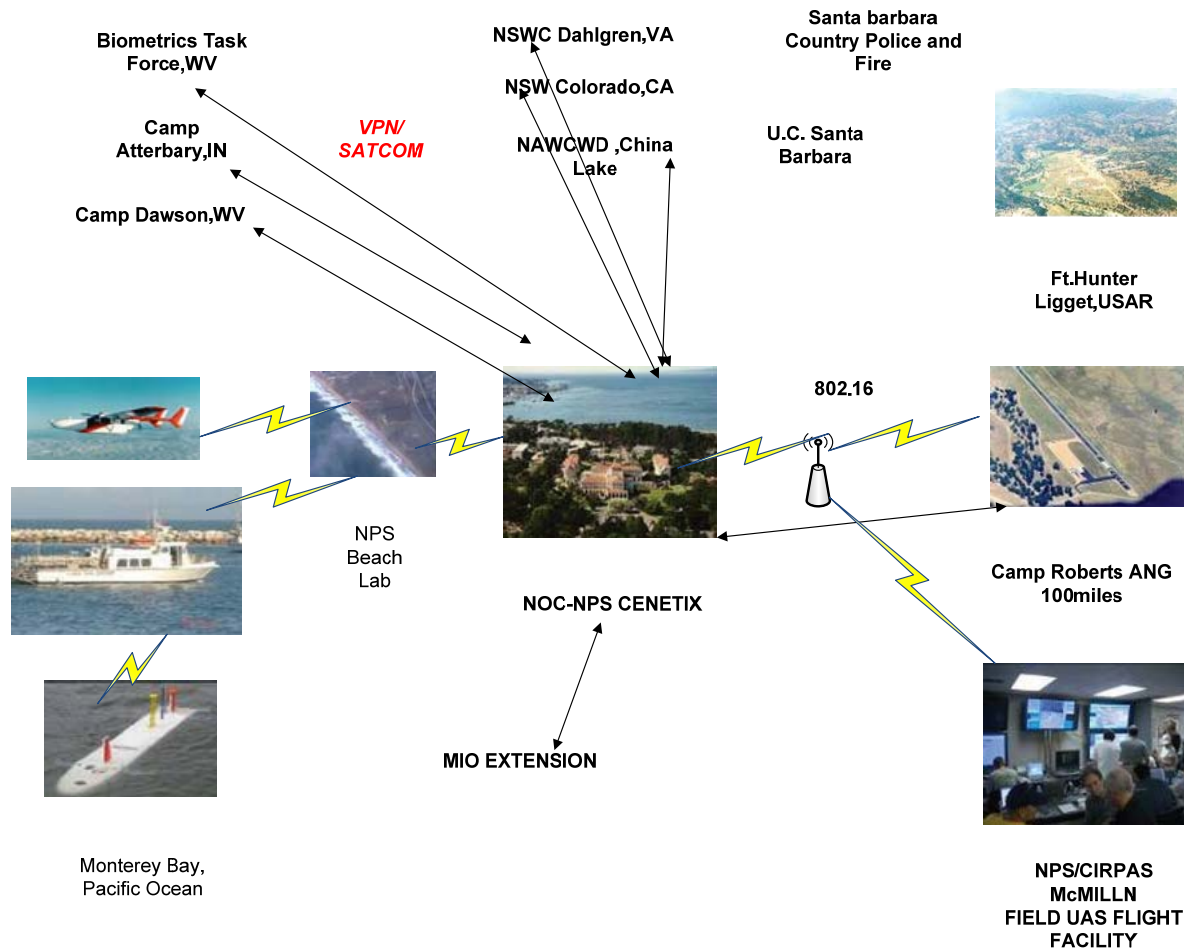 Biometrics Task
Force,WV
NSWC Dahlgren,VA
Santa barbara
Country Police and
Fire
NSW Colorado,CA
Camp
Atterbary,IN
VPN/
SATCOM
NAWCWD ,China
Lake
U.C. Santa
Barbara
Camp Dawson,WV
Ft.Hunter
Ligget,USAR
802.16
NPS
Beach
Lab
Camp Roberts ANG
100miles
NOC-NPS CENETIX
MIO EXTENSION
Monterey Bay,
Pacific Ocean
NPS/CIRPAS
McMILLN
FIELD UAS FLIGHT
FACILITY